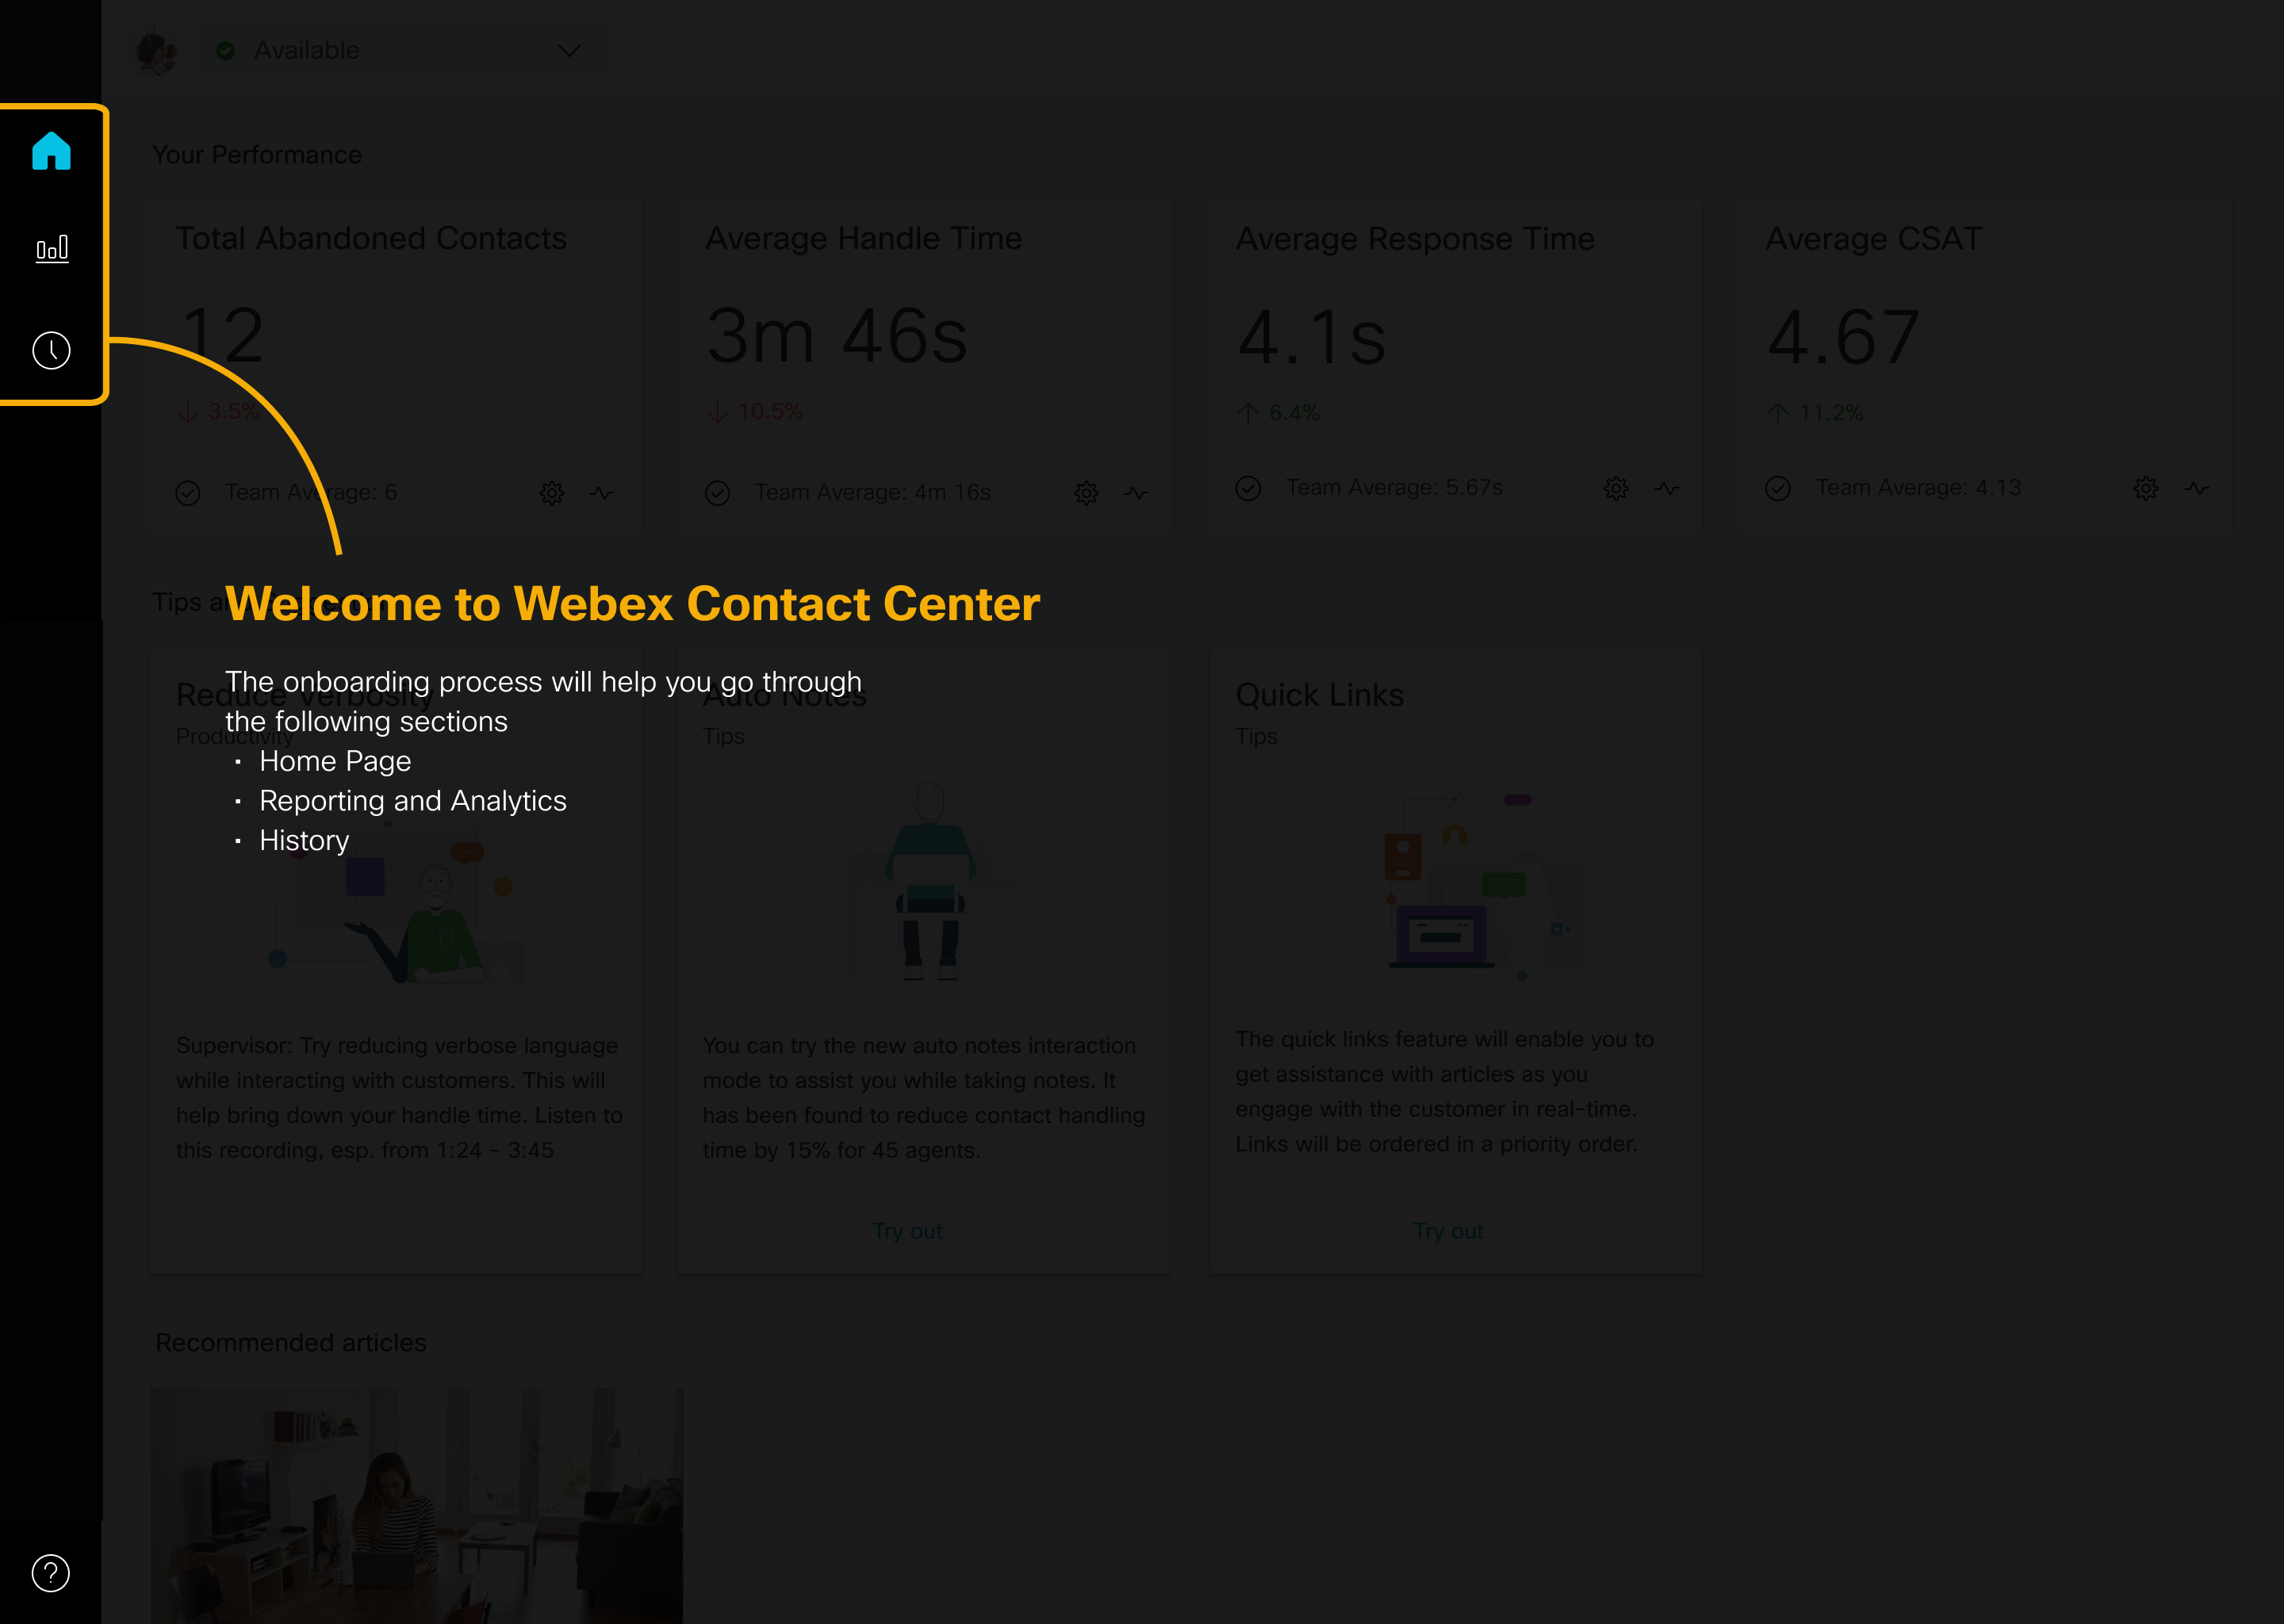 Available
Your Performance
Total Abandoned Contacts
12
3.5%
Team Average: 6
Average Handle Time
3m 46s
10.5%
Team Average: 4m 16s
Average Response Time
4.1s
6.4%
Team Average: 5.67s
Average CSAT
4.67
11.2%
Team Average: 4.13
Tips
Welcome to Webex Contact Center
The onboarding process will help you go through
the following sections
• Home Page
• Reporting and Analytics
• History
Reduce Verbosity
Productivity
Supervisor: Try reducing verbose language
while interacting with customers. This will
help bring down your handle time. Listen to
this recording, esp. from 1:24 - 3:45
Auto Notes
Tips
You can try the new auto notes interaction
mode to assist you while taking notes. It
has been found to reduce contact handling
time by 15% for 45 agents.
Try out
Quick Links
Tips
The quick links feature will enable you to
get assistance with articles as you
engage with the customer in real-time.
Links will be ordered in a priority order.
Try out
Recommended articles
?